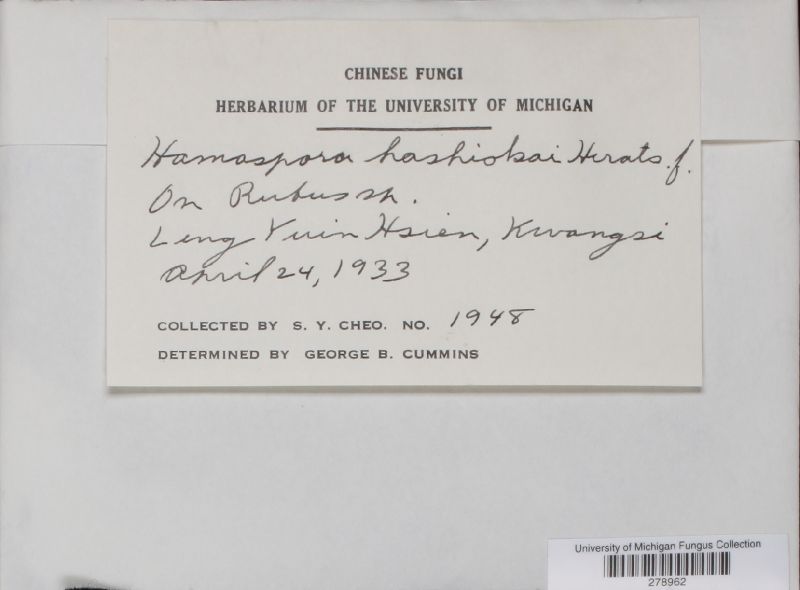 CHINESE FUNGI
HERBARIUM OF THE UNIVERSITY OF MICHIGAN
Hamaspora hashiokai Hirats. f.
On Rubus sp.
Ling Yuin Hsien, Kwangsi
April 24, 1933
COLLECTED BY S. Y. CHEO. NO. 1948
DETERMINED BY GEORGE B. CUMMINS
University of Michigan Fungus Collection
278962